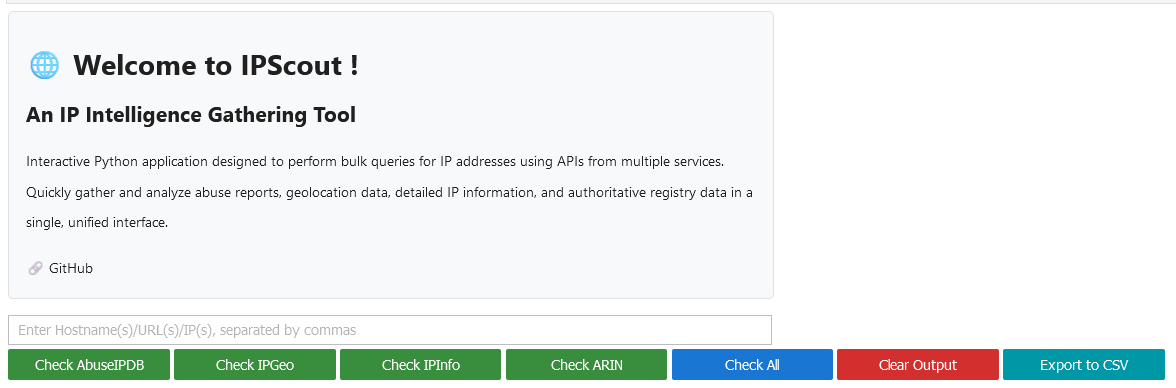 Welcome to IPScout !
An IP Intelligence Gathering Tool
Interactive Python application designed to perform bulk queries for IP addresses using APIs from multiple services.
Quickly gather and analyze abuse reports, geolocation data, detailed IP information, and authoritative registry data in a
single, unified interface.
GitHub
Enter Hostname(s)/URL(s)/IP(s), separated by commas
Check AbuseIPDB Check IPGeo Check IPInfo Check ARIN Check All Clear Output Export to CSV